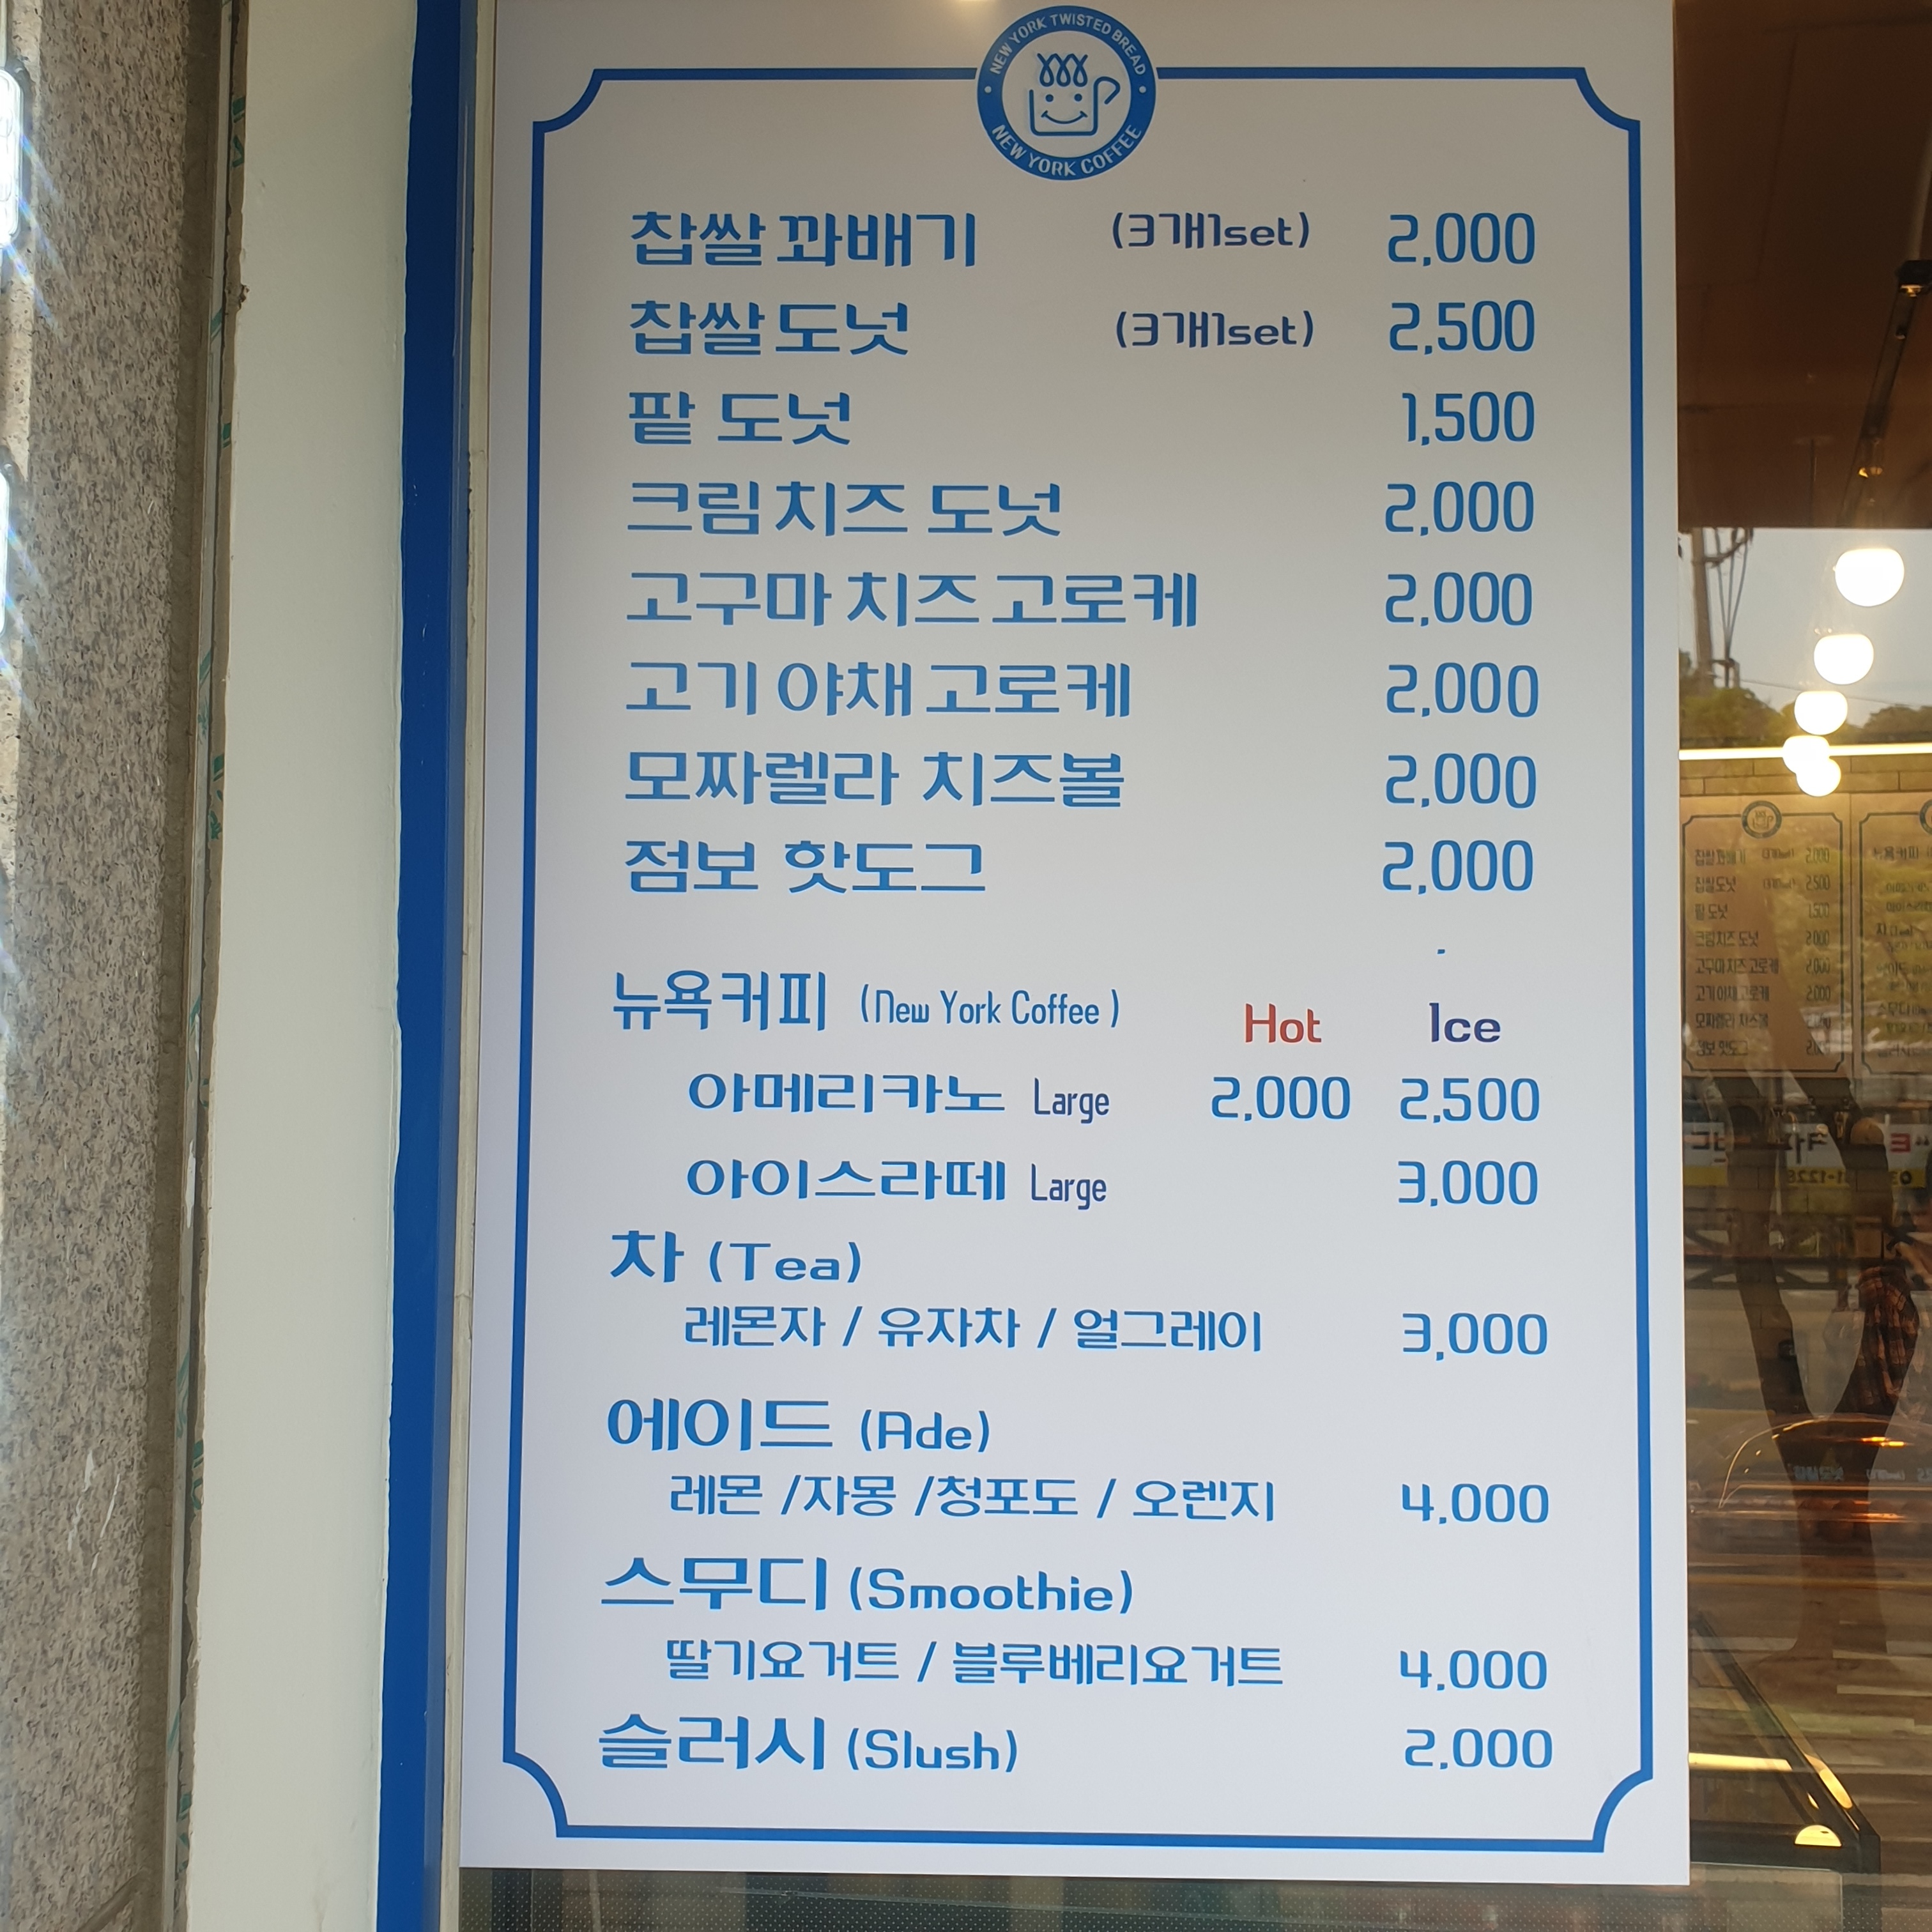 NEW YORK TWISTED BREAD
NEW YORK COFFEE
찹쌀 꽈배기 (3개1set) 2,000
찹쌀 도넛 (3개1set) 2,500
팥 도넛 1,500
크림 치즈 도넛 2,000
고구마 치즈 고로케 2,000
고기 야채 고로케 2,000
모짜렐라 치즈볼 2,000
점보 핫도그 2,000
뉴욕커피 (New York Coffee) Hot Ice
아메리카노 Large 2,000 2,500
아이스라떼 Large 3,000
차 (Tea)
레몬자 / 유자차 / 얼그레이 3,000
에이드 (Ade)
레몬 /자몽 /청포도 / 오렌지 4,000
스무디 (Smoothie)
딸기요거트 / 블루베리요거트 4,000
슬러시 (Slush) 2,000